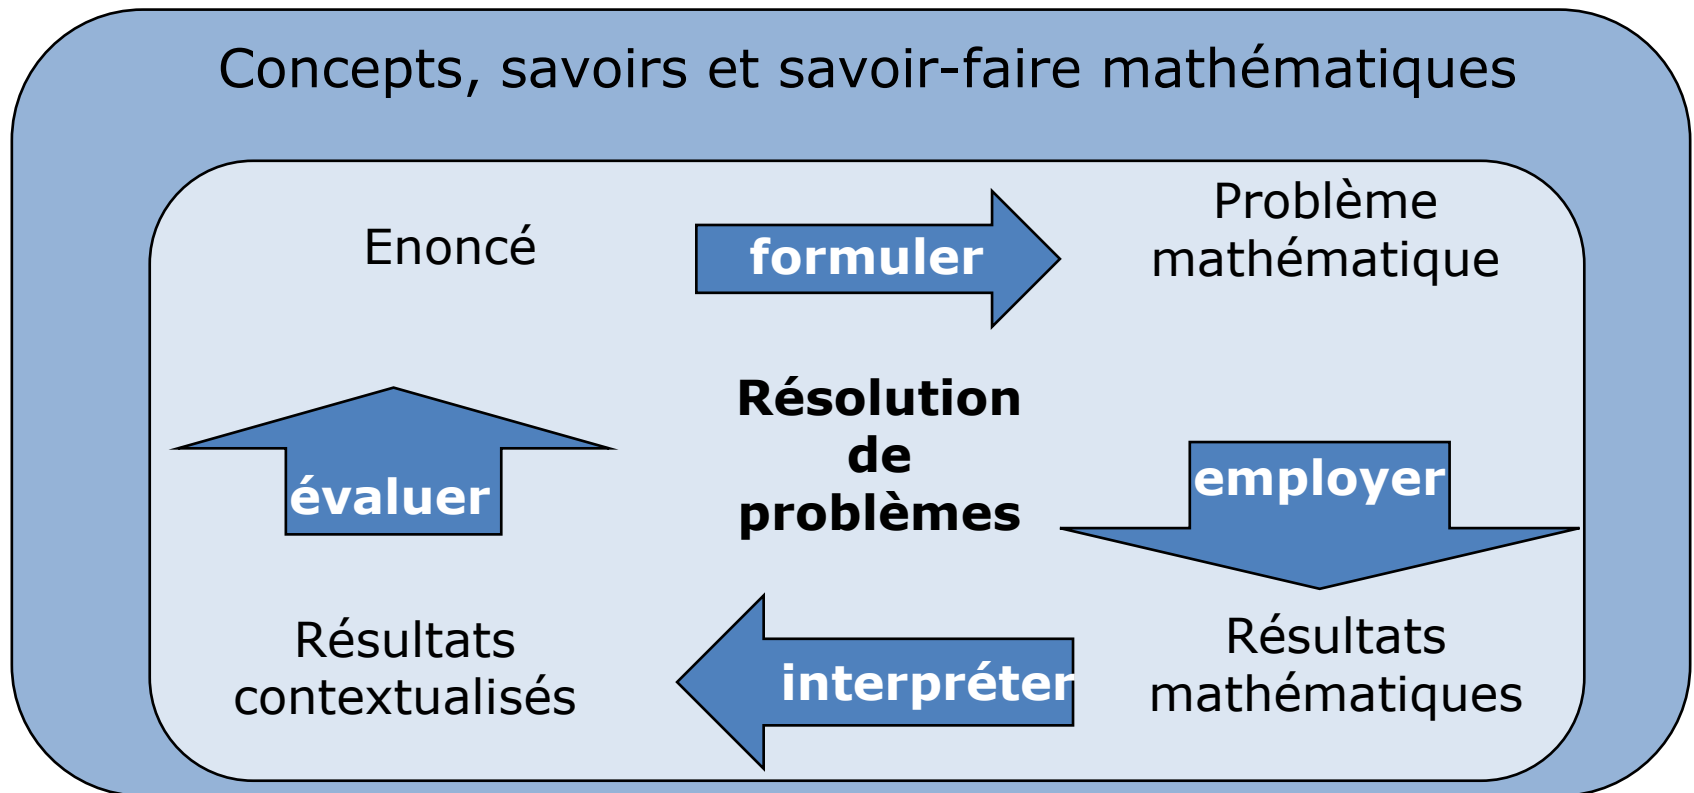 Concepts, savoirs et savoir-faire mathématiques
Enoncé
formuler
Problème
mathématique
Résolution
de
problèmes
évaluer
employer
Résultats
contextualisés
interpréter
Résultats
mathématiques